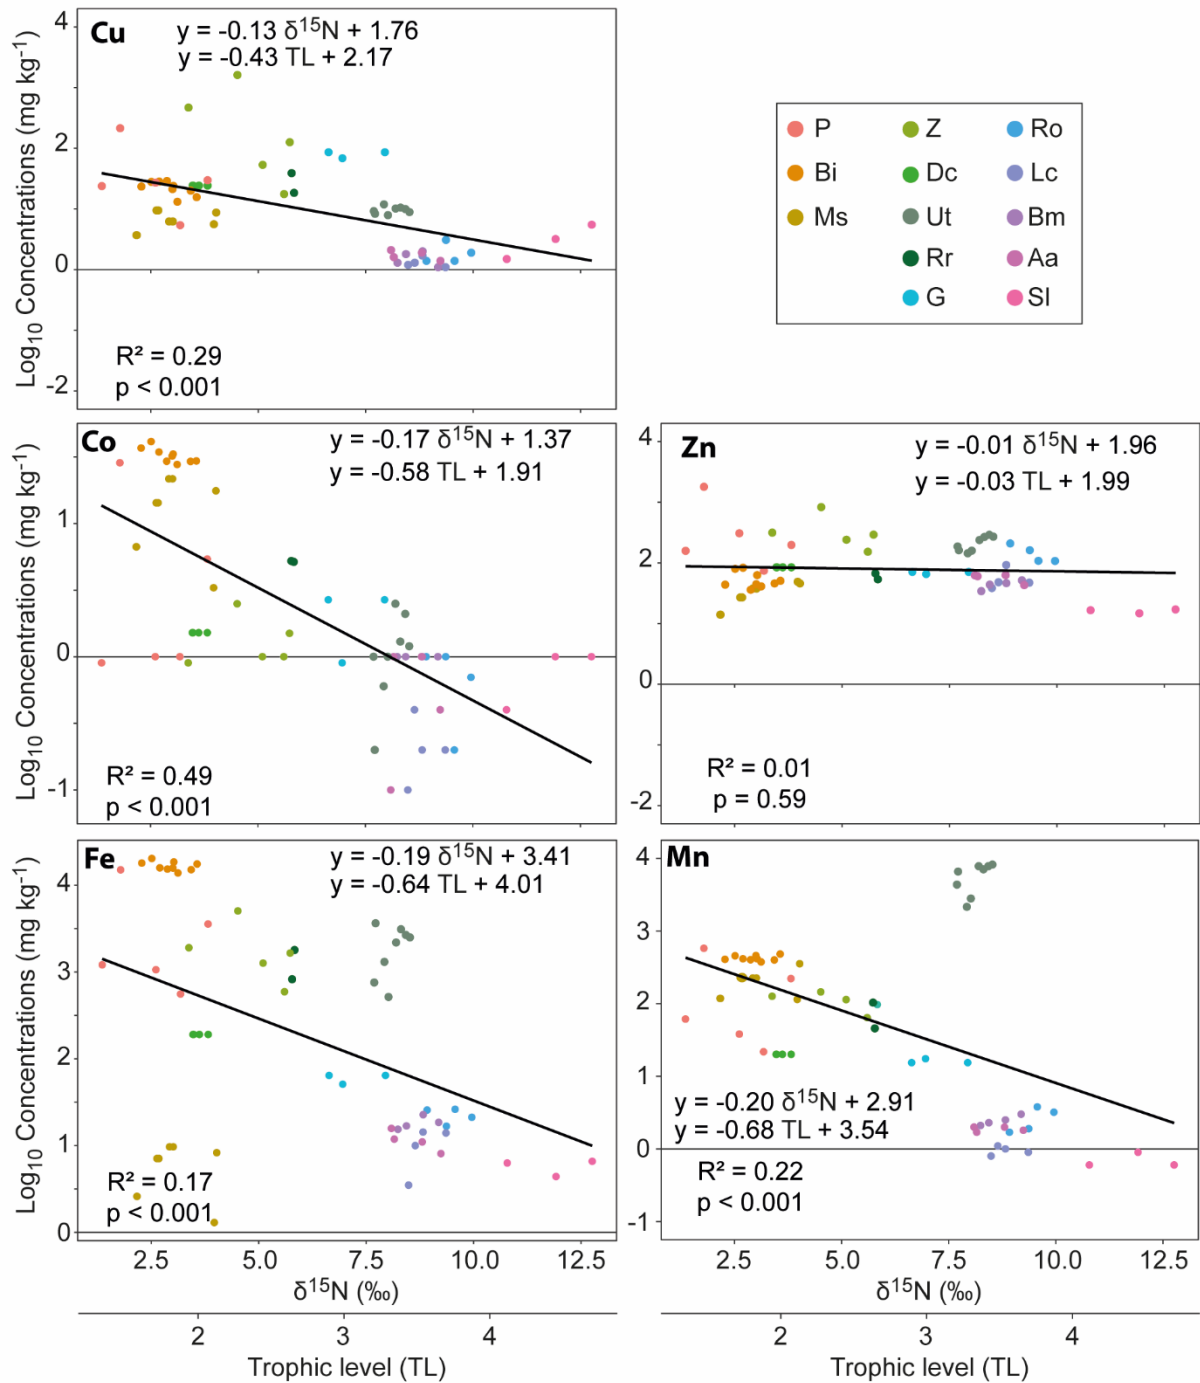 Cu
y = -0.13 δ¹⁵N + 1.76
y = -0.43 TL + 2.17
R² = 0.29
p < 0.001
4
2
0
-2
Log₁₀ Concentrations (mg kg⁻¹)
P
Z
Ro
Bi
Dc
Lc
Ms
Ut
Bm
Rr
Aa
G
Sl
Co
y = -0.17 δ¹⁵N + 1.37
y = -0.58 TL + 1.91
R² = 0.49
p < 0.001
1
0
-1
Log₁₀ Concentrations (mg kg⁻¹)
Zn
y = -0.01 δ¹⁵N + 1.96
y = -0.03 TL + 1.99
R² = 0.01
p = 0.59
4
2
0
-2
Fe
y = -0.19 δ¹⁵N + 3.41
y = -0.64 TL + 4.01
R² = 0.17
p < 0.001
4
3
2
1
0
Log₁₀ Concentrations (mg kg⁻¹)
2.5 5.0 7.5 10.0 12.5
δ¹⁵N (‰)
2 3 4
Trophic level (TL)
Mn
y = -0.20 δ¹⁵N + 2.91
y = -0.68 TL + 3.54
R² = 0.22
p < 0.001
4
3
2
1
0
-1
2.5 5.0 7.5 10.0 12.5
δ¹⁵N (‰)
2 3 4
Trophic level (TL)